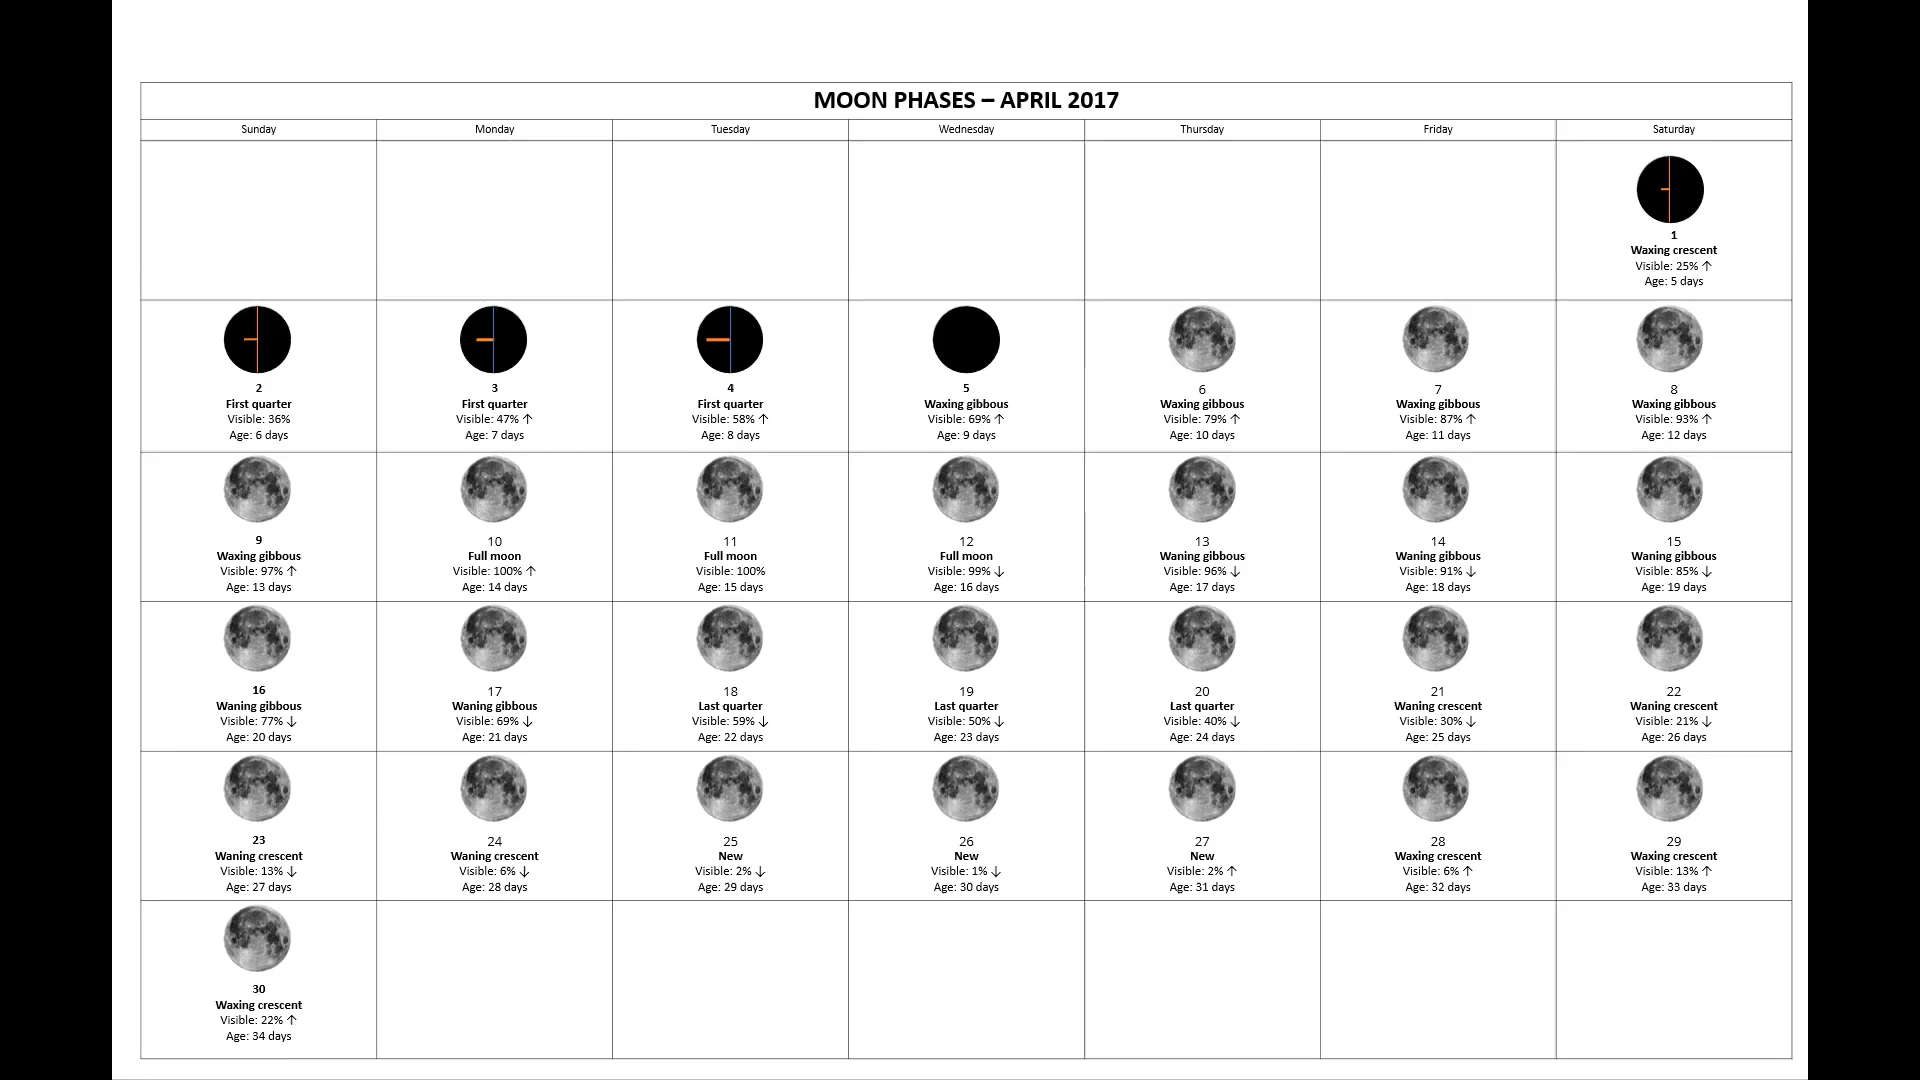 MOON PHASES – APRIL 2017
Sunday Monday Tuesday Wednesday Thursday Friday Saturday
1
Waxing crescent
Visible: 25% ↑
Age: 5 days
2
First quarter
Visible: 36%
Age: 6 days
3
First quarter
Visible: 47% ↑
Age: 7 days
4
First quarter
Visible: 58% ↑
Age: 8 days
5
Waxing gibbous
Visible: 69% ↑
Age: 9 days
6
Waxing gibbous
Visible: 79% ↑
Age: 10 days
7
Waxing gibbous
Visible: 87% ↑
Age: 11 days
8
Waxing gibbous
Visible: 93% ↑
Age: 12 days
9
Waxing gibbous
Visible: 97% ↑
Age: 13 days
10
Full moon
Visible: 100% ↑
Age: 14 days
11
Full moon
Visible: 100%
Age: 15 days
12
Full moon
Visible: 99% ↓
Age: 16 days
13
Waning gibbous
Visible: 96% ↓
Age: 17 days
14
Waning gibbous
Visible: 91% ↓
Age: 18 days
15
Waning gibbous
Visible: 85% ↓
Age: 19 days
16
Waning gibbous
Visible: 77% ↓
Age: 20 days
17
Waning gibbous
Visible: 69% ↓
Age: 21 days
18
Last quarter
Visible: 59% ↓
Age: 22 days
19
Last quarter
Visible: 50% ↓
Age: 23 days
20
Last quarter
Visible: 40% ↓
Age: 24 days
21
Waning crescent
Visible: 30% ↓
Age: 25 days
22
Waning crescent
Visible: 21% ↓
Age: 26 days
23
Waning crescent
Visible: 13% ↓
Age: 27 days
24
Waning crescent
Visible: 6% ↓
Age: 28 days
25
New
Visible: 2% ↓
Age: 29 days
26
New
Visible: 1% ↓
Age: 30 days
27
New
Visible: 2% ↑
Age: 31 days
28
Waxing crescent
Visible: 6% ↑
Age: 32 days
29
Waxing crescent
Visible: 13% ↑
Age: 33 days
30
Waxing crescent
Visible: 22% ↑
Age: 34 days